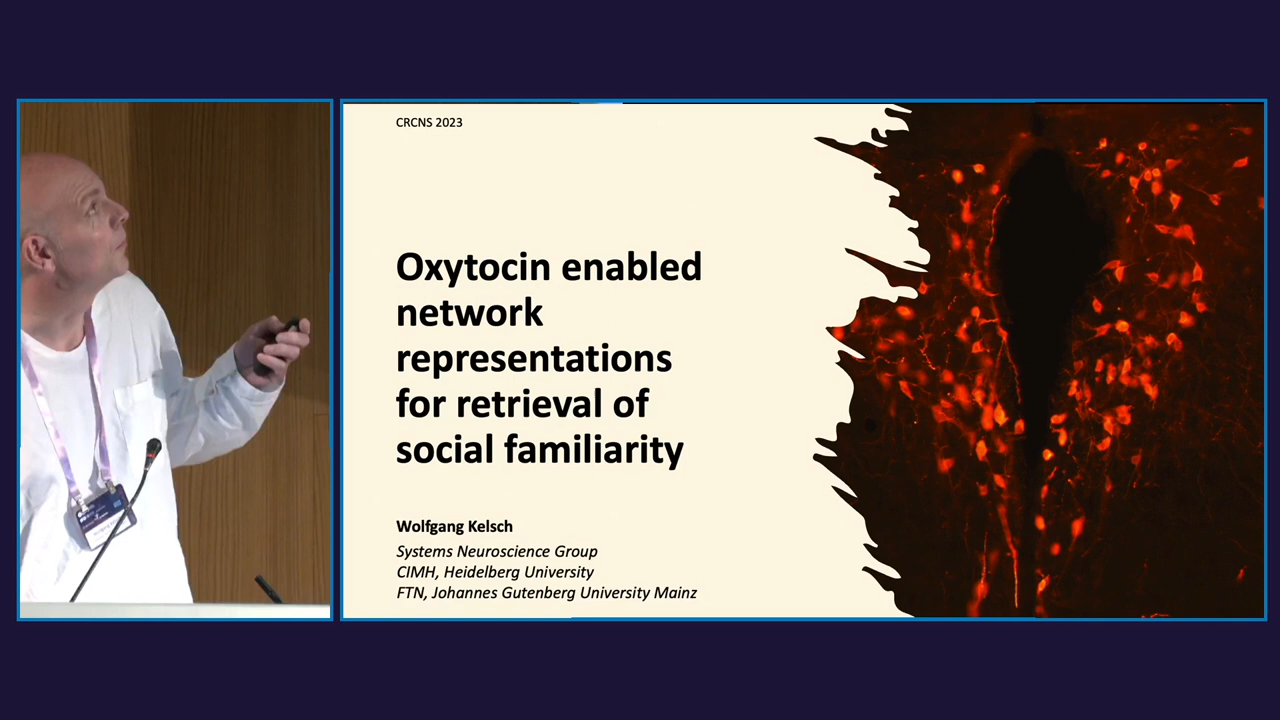 CRCNS 2023
Oxytocin enabled
network
representations
for retrieval of
social familiarity
Wolfgang Kelsch
Systems Neuroscience Group
CIMH, Heidelberg University
FTN, Johannes Gutenberg University Mainz